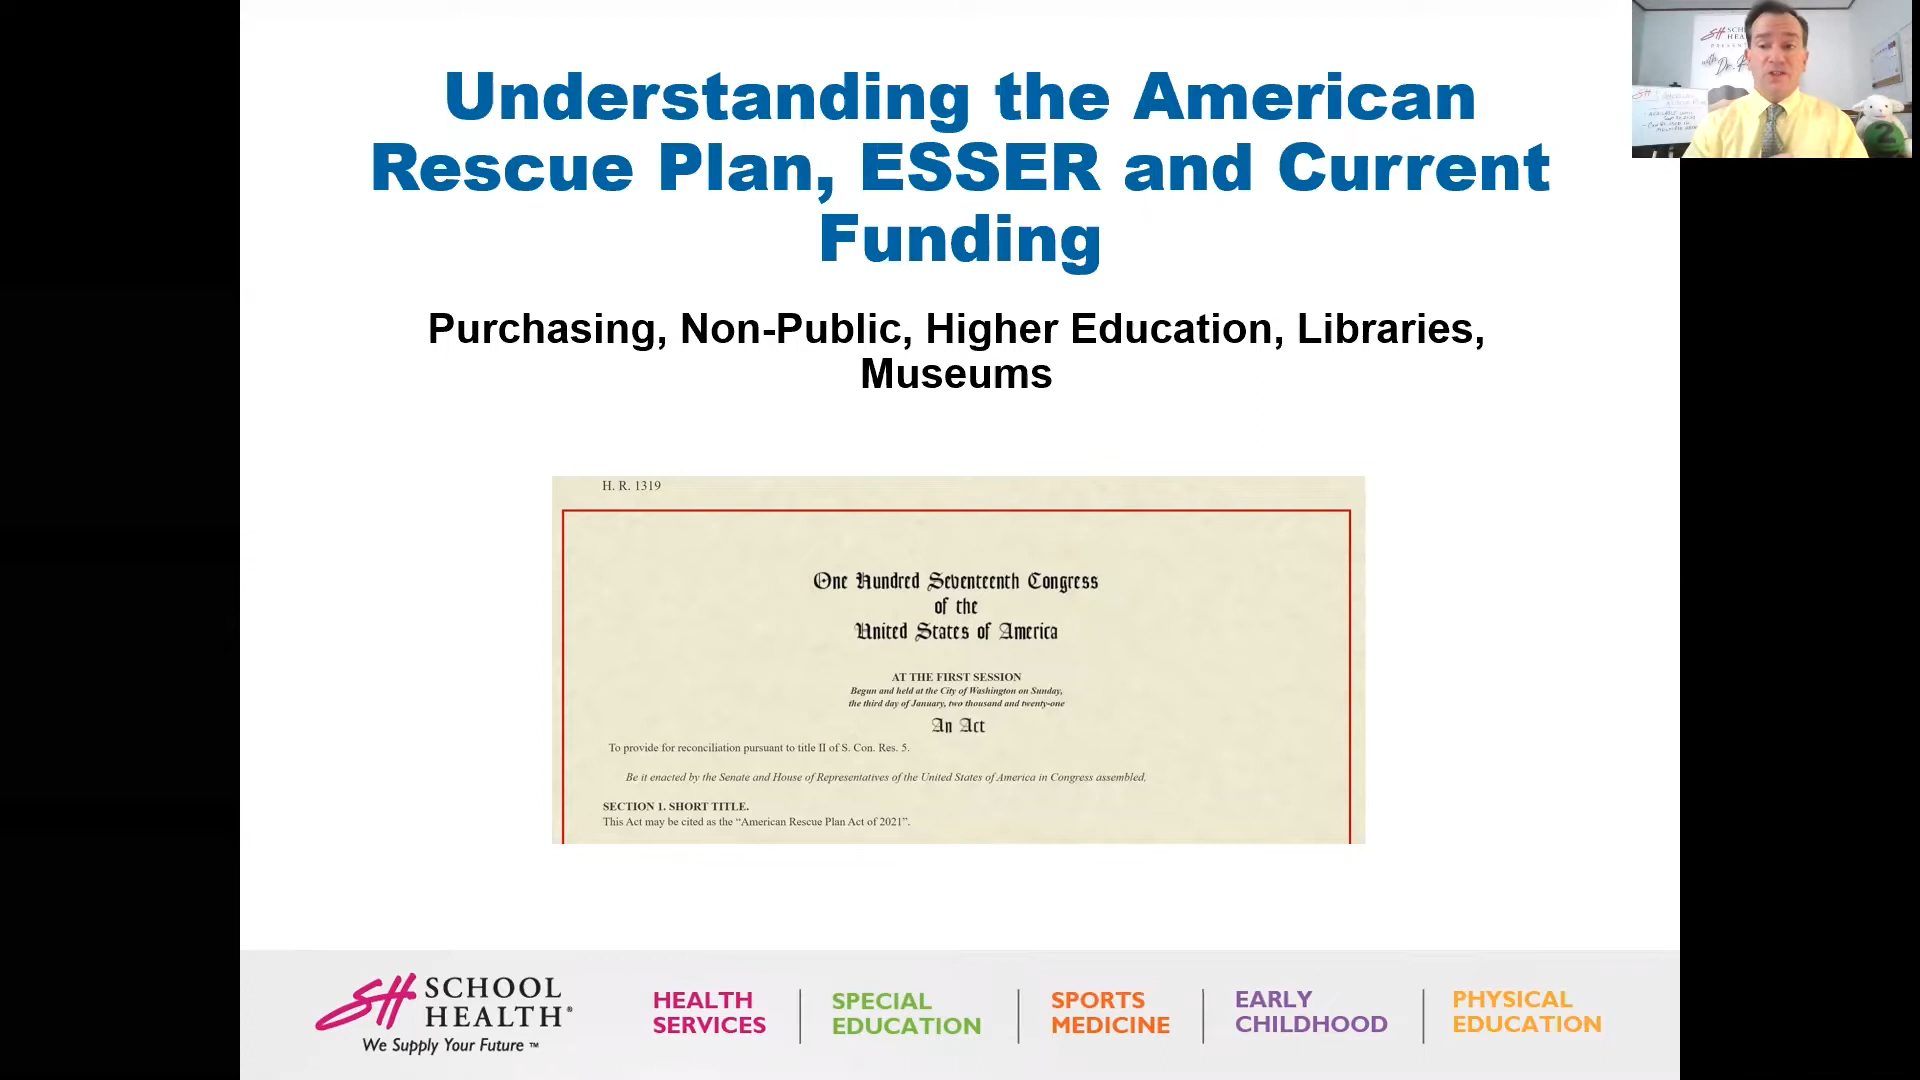 Understanding the American
Rescue Plan, ESSER and Current
Funding
Purchasing, Non-Public, Higher Education, Libraries,
Museums
H. R. 1319
One Hundred Seventeenth Congress
of the
United States of America
AT THE FIRST SESSION
Begun and held at the City of Washington on Sunday,
the third day of January, two thousand and twenty-one
An Act
To provide for reconciliation pursuant to title II of S. Con. Res. 5.
Be it enacted by the Senate and House of Representatives of the United States of America in Congress assembled,
SECTION 1. SHORT TITLE.
This Act may be cited as the “American Rescue Plan Act of 2021”.
SH SCHOOL
HEALTH®
We Supply Your Future ™
HEALTH
SERVICES
SPECIAL
EDUCATION
SPORTS
MEDICINE
EARLY
CHILDHOOD
PHYSICAL
EDUCATION
with Dr.
2